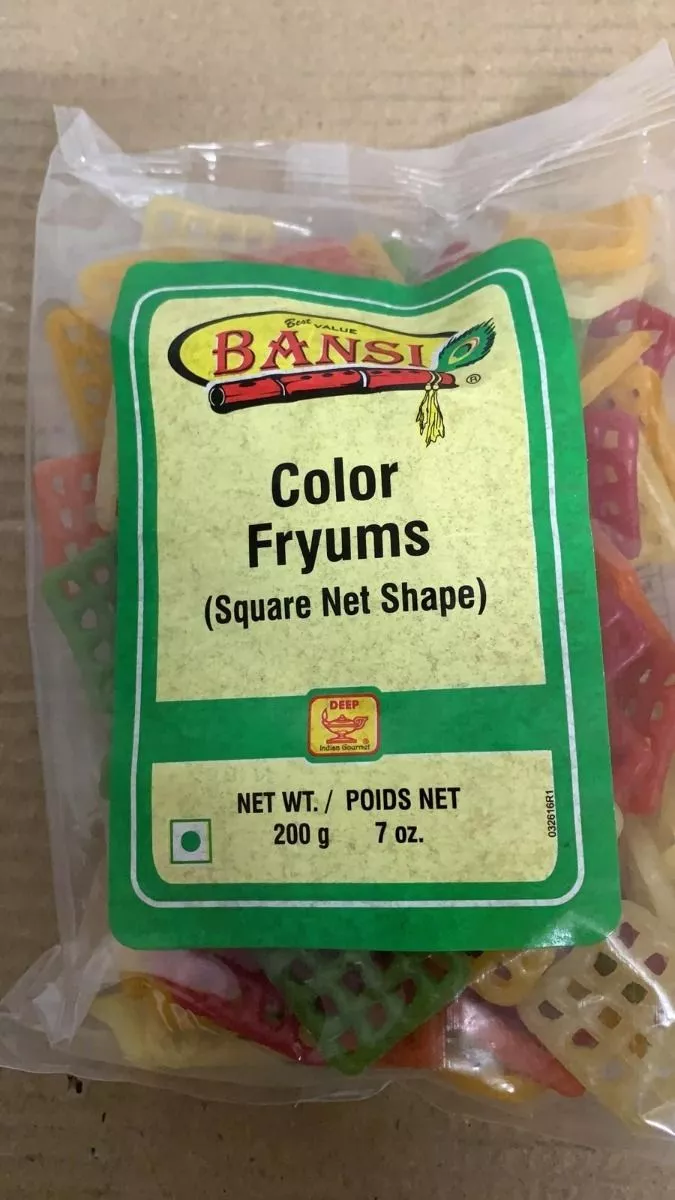 Best VALUE
BANSI
®
Color
Fryums
(Square Net Shape)
DEEP
®
Indian Gourmet
NET WT. / POIDS NET
200 g 7 oz.
032616R1